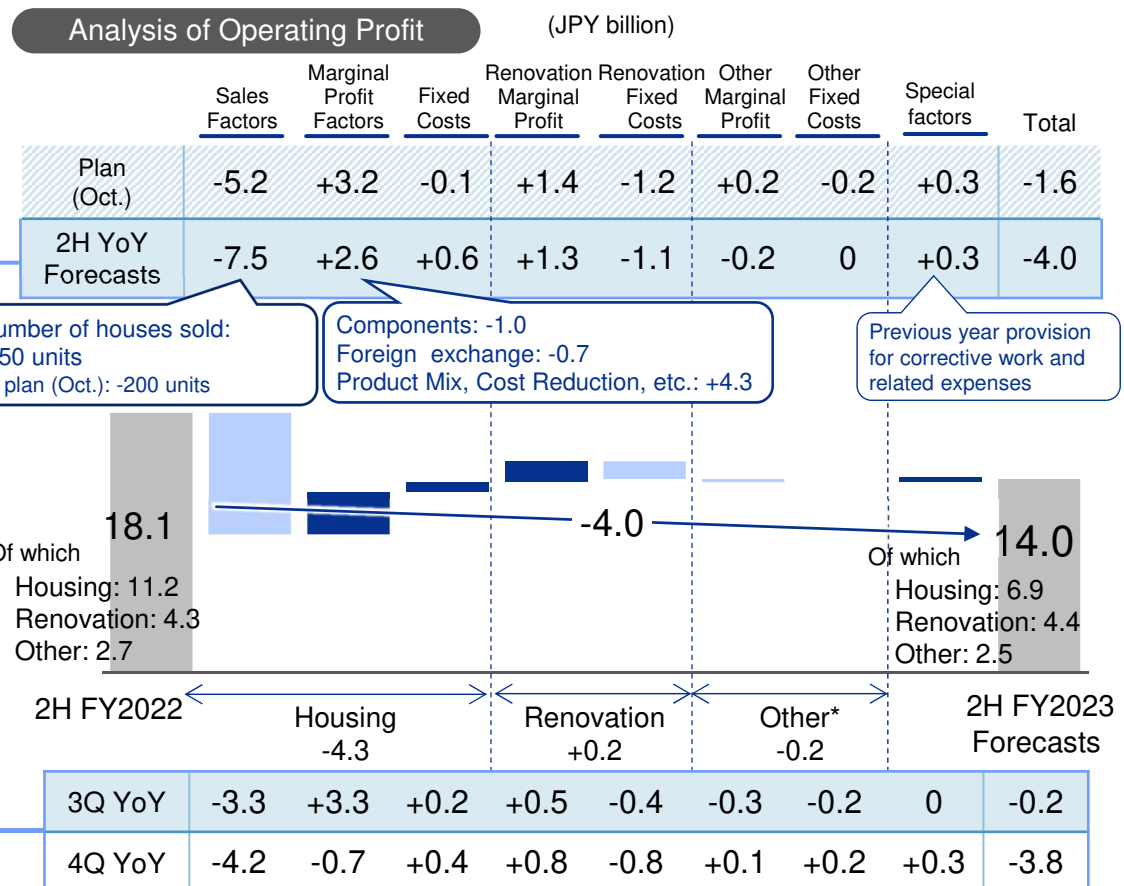 Analysis of Operating Profit
(JPY billion)
Sales Factors
Marginal Profit Factors
Fixed Costs
Renovation Marginal Profit
Renovation Fixed Costs
Other Marginal Profit
Other Fixed Costs
Special factors
Total
Plan (Oct.) -5.2 +3.2 -0.1 +1.4 -1.2 +0.2 -0.2 +0.3 -1.6
2H YoY Forecasts -7.5 +2.6 +0.6 +1.3 -1.1 -0.2 0 +0.3 -4.0
umber of houses sold:
50 units
plan (Oct.): -200 units
Components: -1.0
Foreign exchange: -0.7
Product Mix, Cost Reduction, etc.: +4.3
Previous year provision
for corrective work and
related expenses
18.1
Of which
Housing: 11.2
Renovation: 4.3
Other: 2.7
-4.0
14.0
Of which
Housing: 6.9
Renovation: 4.4
Other: 2.5
2H FY2022
Housing
-4.3
Renovation
+0.2
Other*
-0.2
2H FY2023
Forecasts
3Q YoY -3.3 +3.3 +0.2 +0.5 -0.4 -0.3 -0.2 0 -0.2
4Q YoY -4.2 -0.7 +0.4 +0.8 -0.8 +0.1 +0.2 +0.3 -3.8